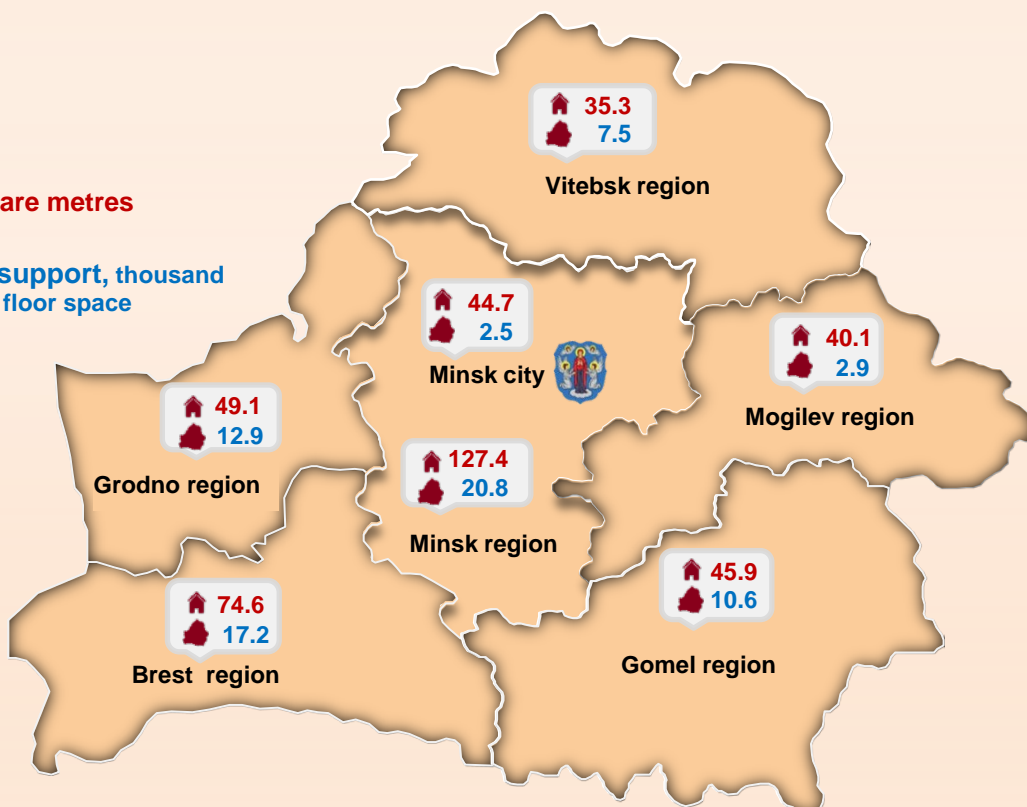 35.3
7.5
Vitebsk region
are metres
support, thousand
floor space
44.7
2.5
Minsk city
40.1
2.9
Mogilev region
49.1
12.9
Grodno region
127.4
20.8
Minsk region
45.9
10.6
Gomel region
74.6
17.2
Brest region